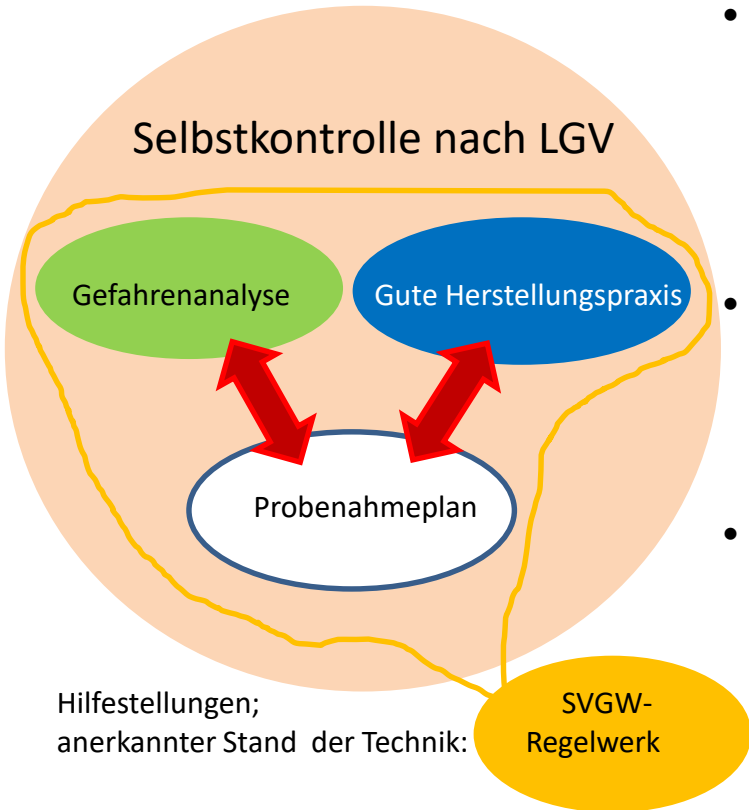 Selbstkontrolle nach LGV
Gefahrenanalyse
Gute Herstellungspraxis
Probenahmeplan
Hilfestellungen;
anerkannter Stand der Technik:
SVGW-
Regelwerk